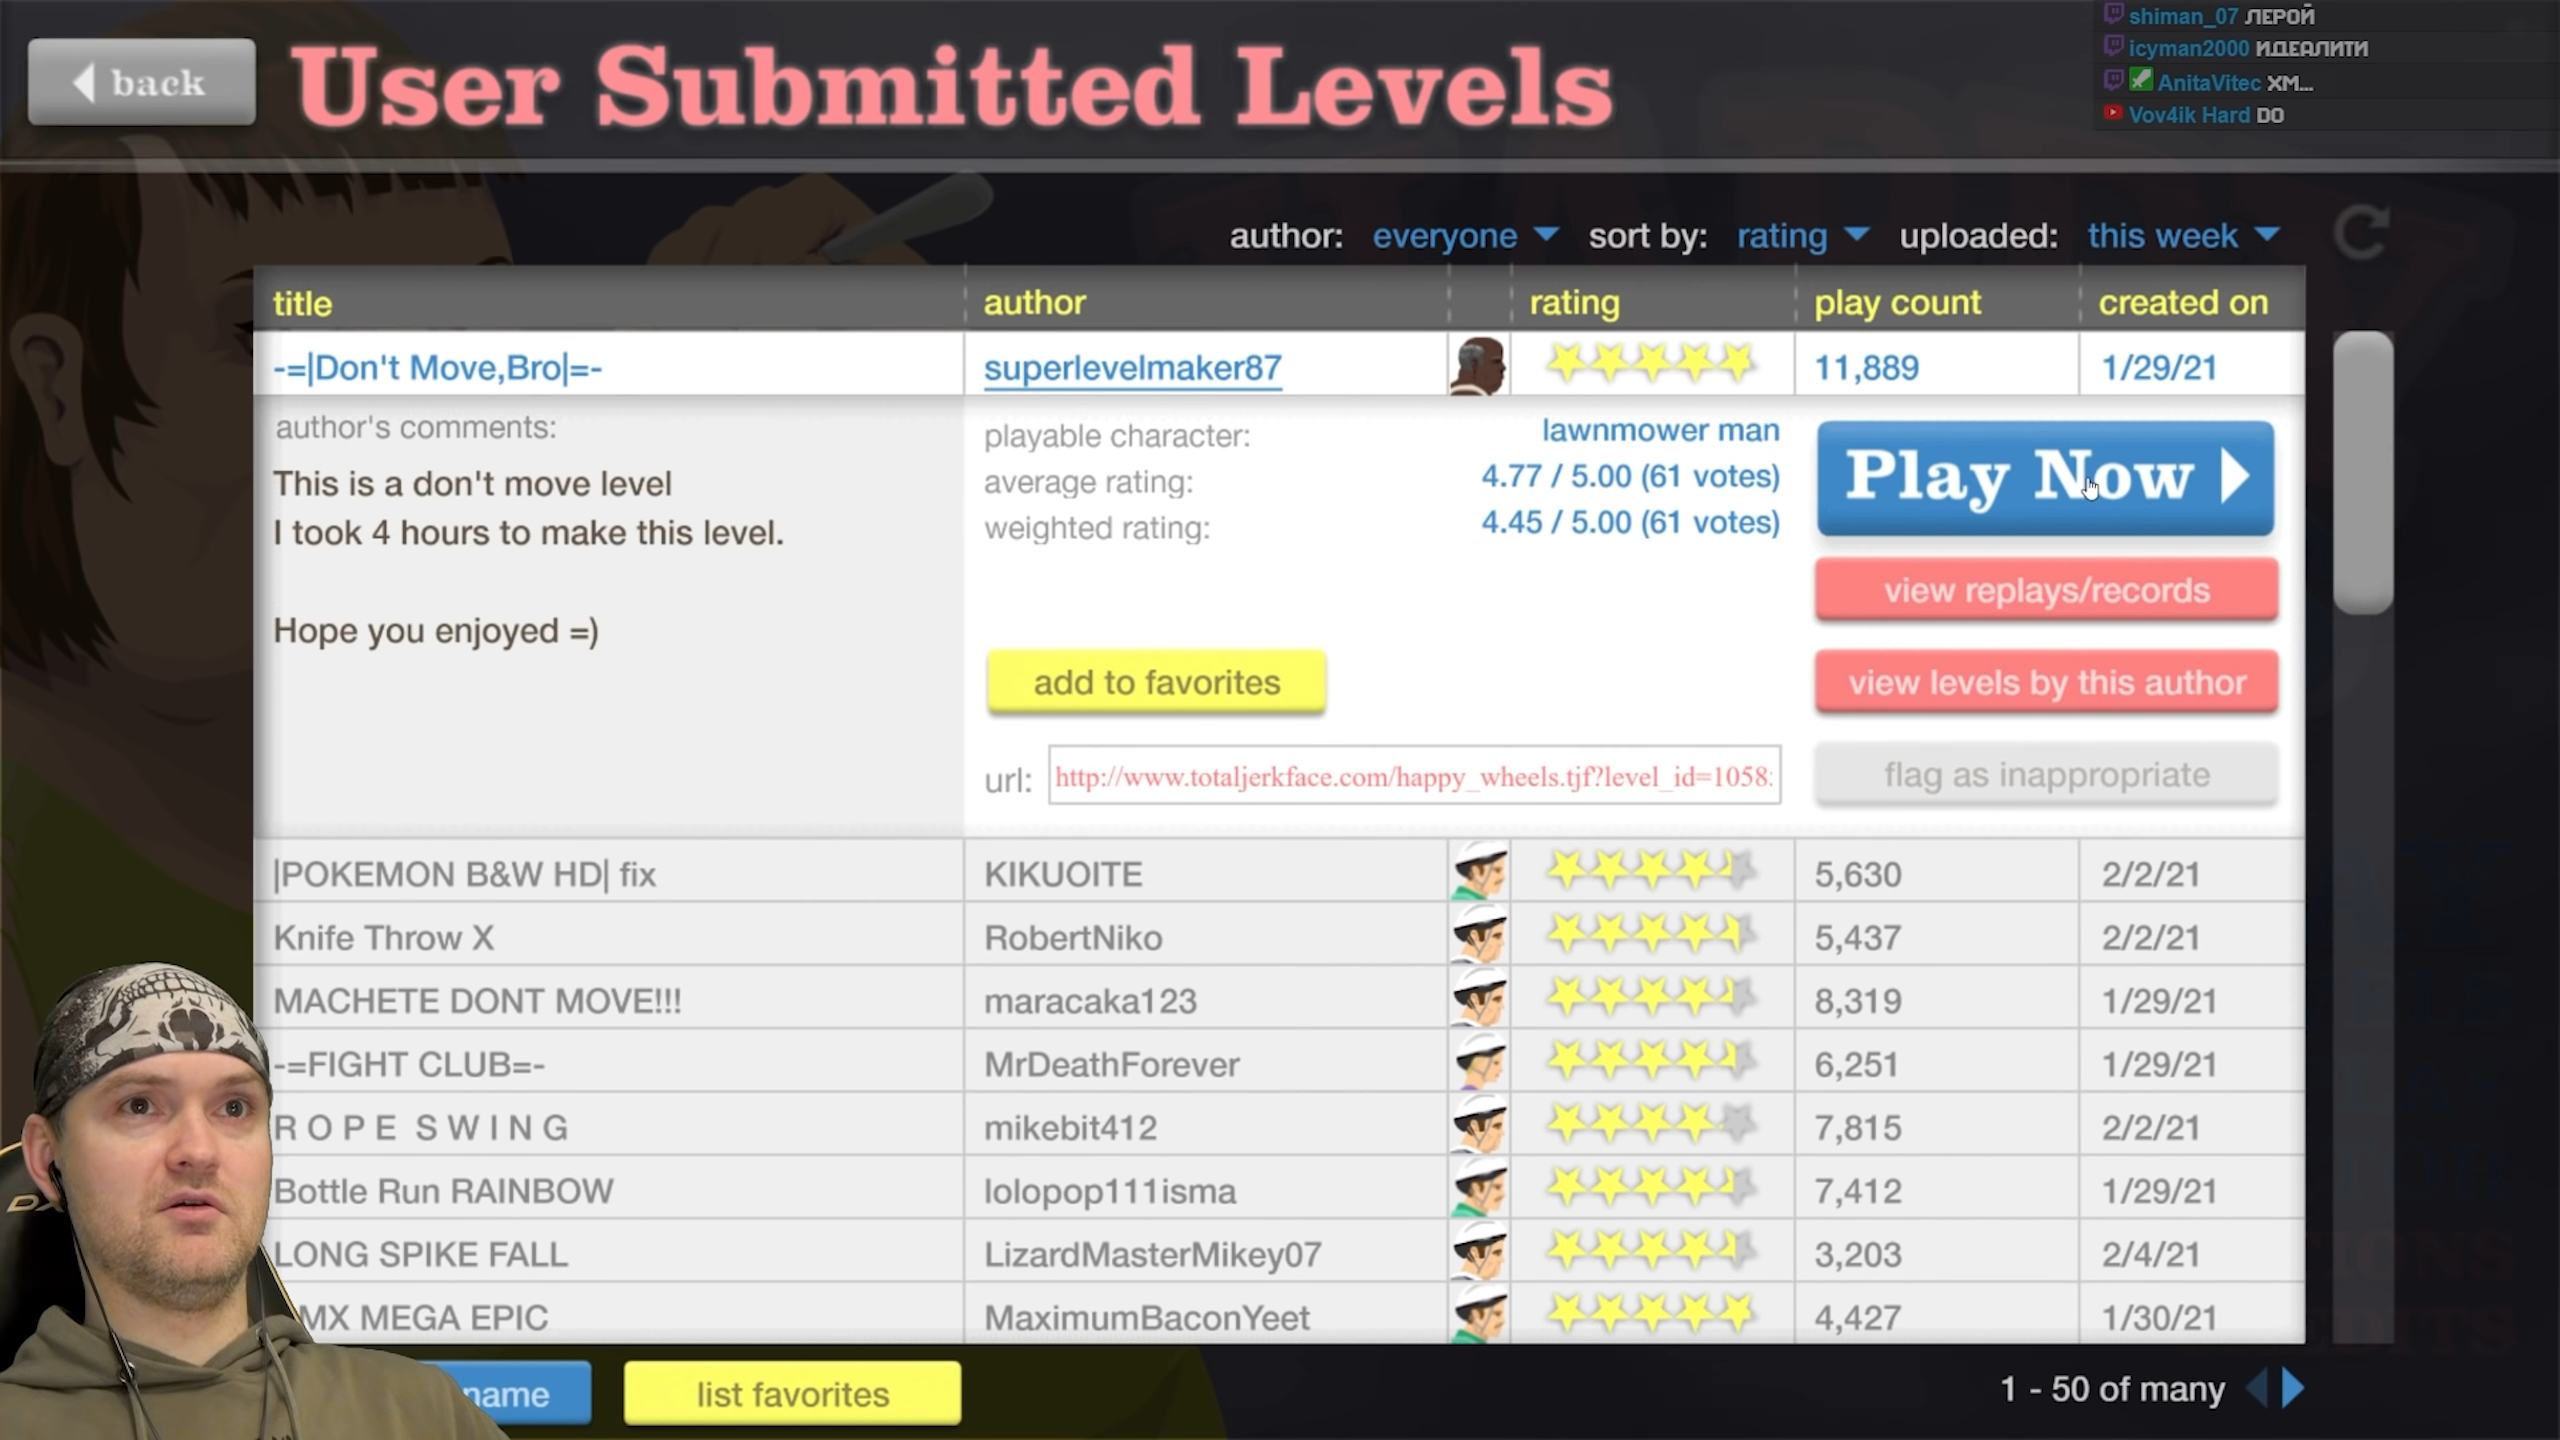 back
User Submitted Levels
shiman_07 ЛЕРОЙ
icyman2000 ИДЕАЛИТИ
AnitaVitec ХМ...
Vov4ik Hard DO
author: everyone sort by: rating uploaded: this week
title author rating play count created on
-=|Don't Move,Bro|=- superlevelmaker87 11,889 1/29/21
author's comments:
This is a don't move level
I took 4 hours to make this level.
Hope you enjoyed =)
playable character: lawnmower man
average rating: 4.77 / 5.00 (61 votes)
weighted rating: 4.45 / 5.00 (61 votes)
Play Now
view replays/records
add to favorites
view levels by this author
url: http://www.totaljerkface.com/happy_wheels.tjf?level_id=1058
flag as inappropriate
|POKEMON B&W HD| fix KIKUOITE 5,630 2/2/21
Knife Throw X RobertNiko 5,437 2/2/21
MACHETE DONT MOVE!!! maracaka123 8,319 1/29/21
-=FIGHT CLUB=- MrDeathForever 6,251 1/29/21
R O P E S W I N G mikebit412 7,815 2/2/21
Bottle Run RAINBOW lolopop111isma 7,412 1/29/21
LONG SPIKE FALL LizardMasterMikey07 3,203 2/4/21
MX MEGA EPIC MaximumBaconYeet 4,427 1/30/21
name
list favorites
1 - 50 of many